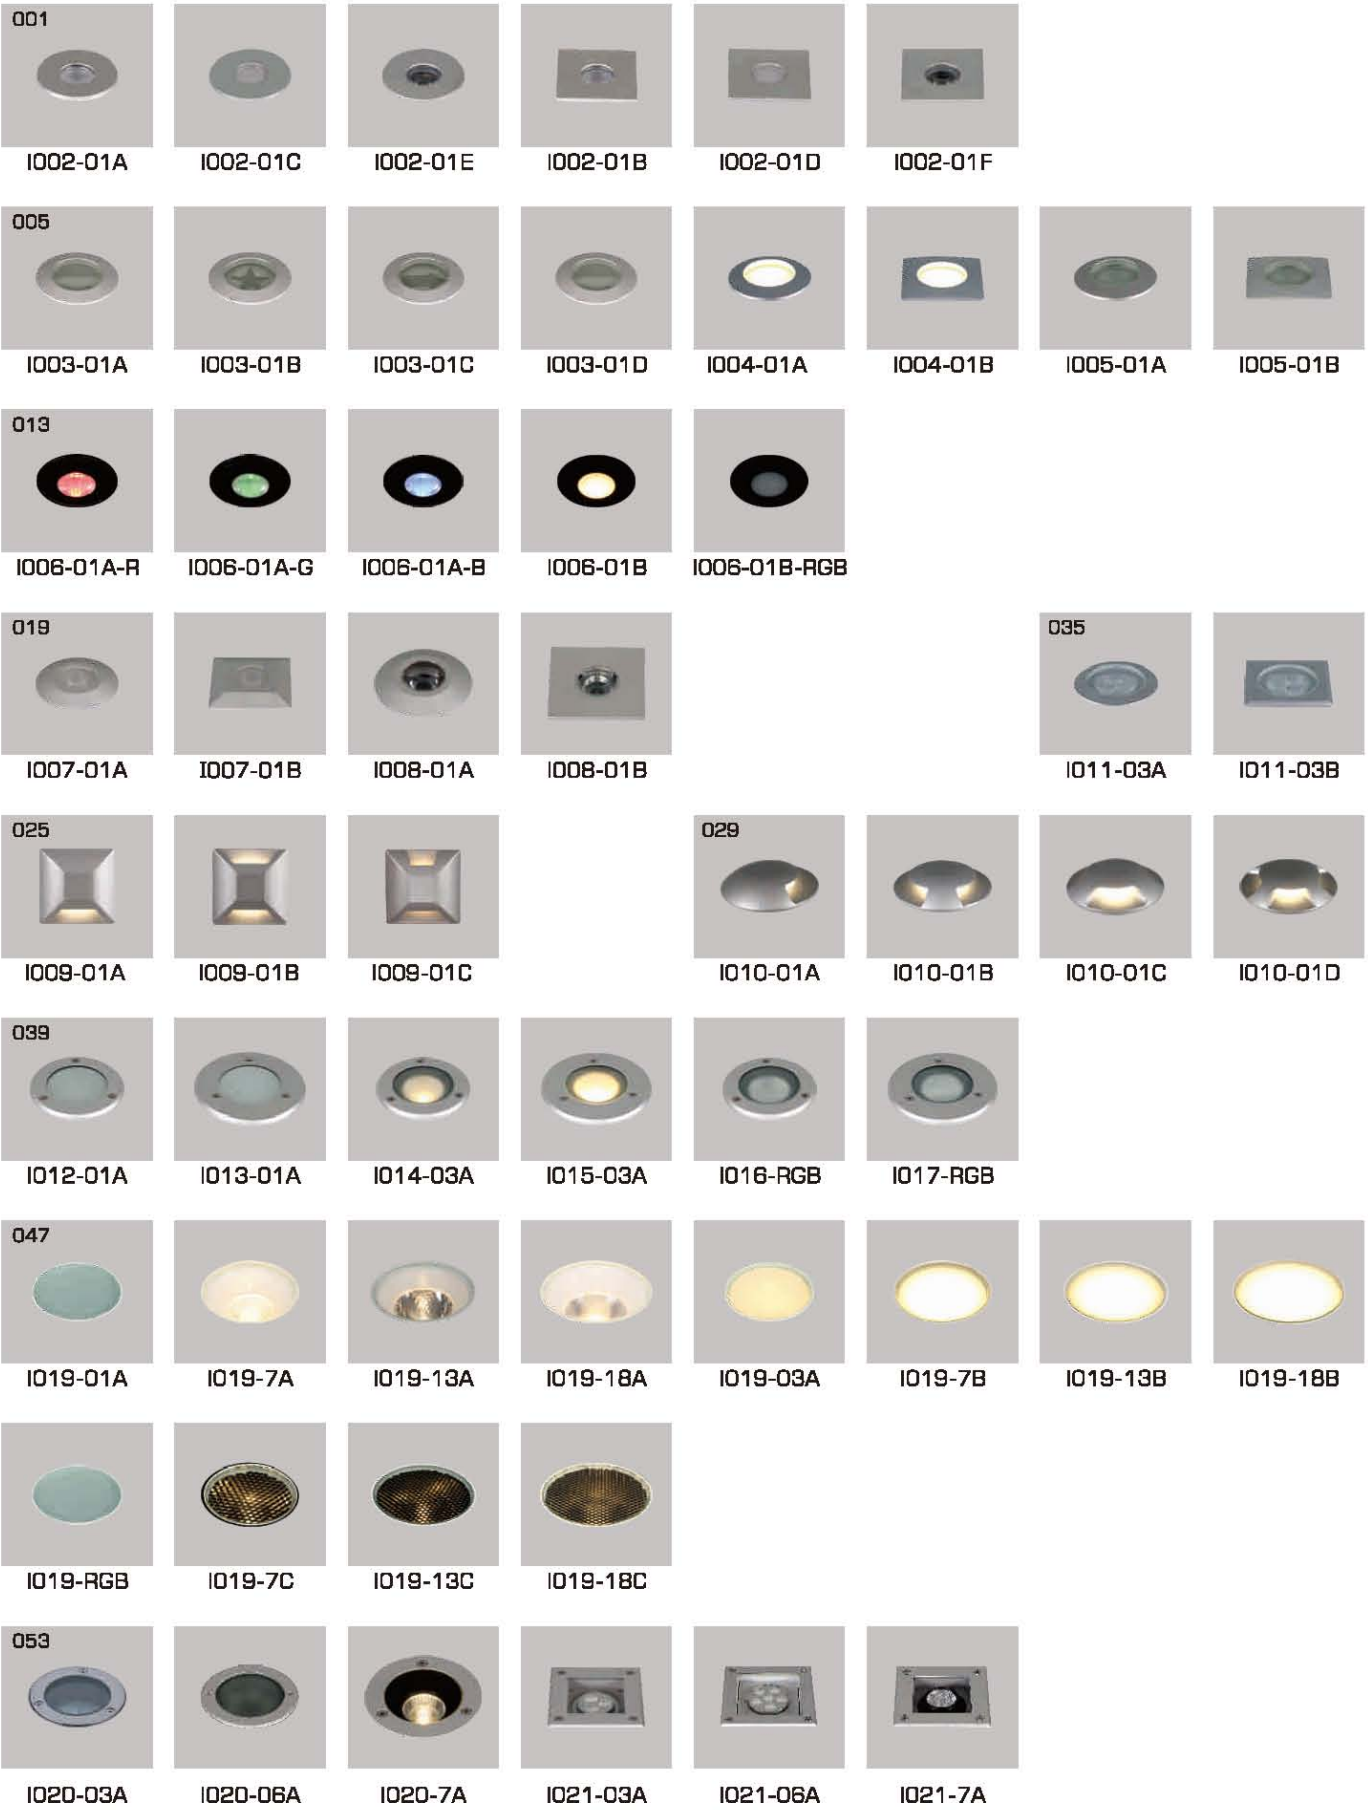 001
I002-01A I002-01C I002-01E I002-01B I002-01D I002-01F
005
I003-01A I003-01B I003-01C I003-01D I004-01A I004-01B I005-01A I005-01B
013
I006-01A-R I006-01A-G I006-01A-B I006-01B I006-01B-RGB
019 035
I007-01A I007-01B I008-01A I008-01B I011-03A I011-03B
025 029
I009-01A I009-01B I009-01C I010-01A I010-01B I010-01C I010-01D
039
I012-01A I013-01A I014-03A I015-03A I016-RGB I017-RGB
047
I019-01A I019-7A I019-13A I019-18A I019-03A I019-7B I019-13B I019-18B
I019-RGB I019-7C I019-13C I019-18C
053
I020-03A I020-06A I020-7A I021-03A I021-06A I021-7A